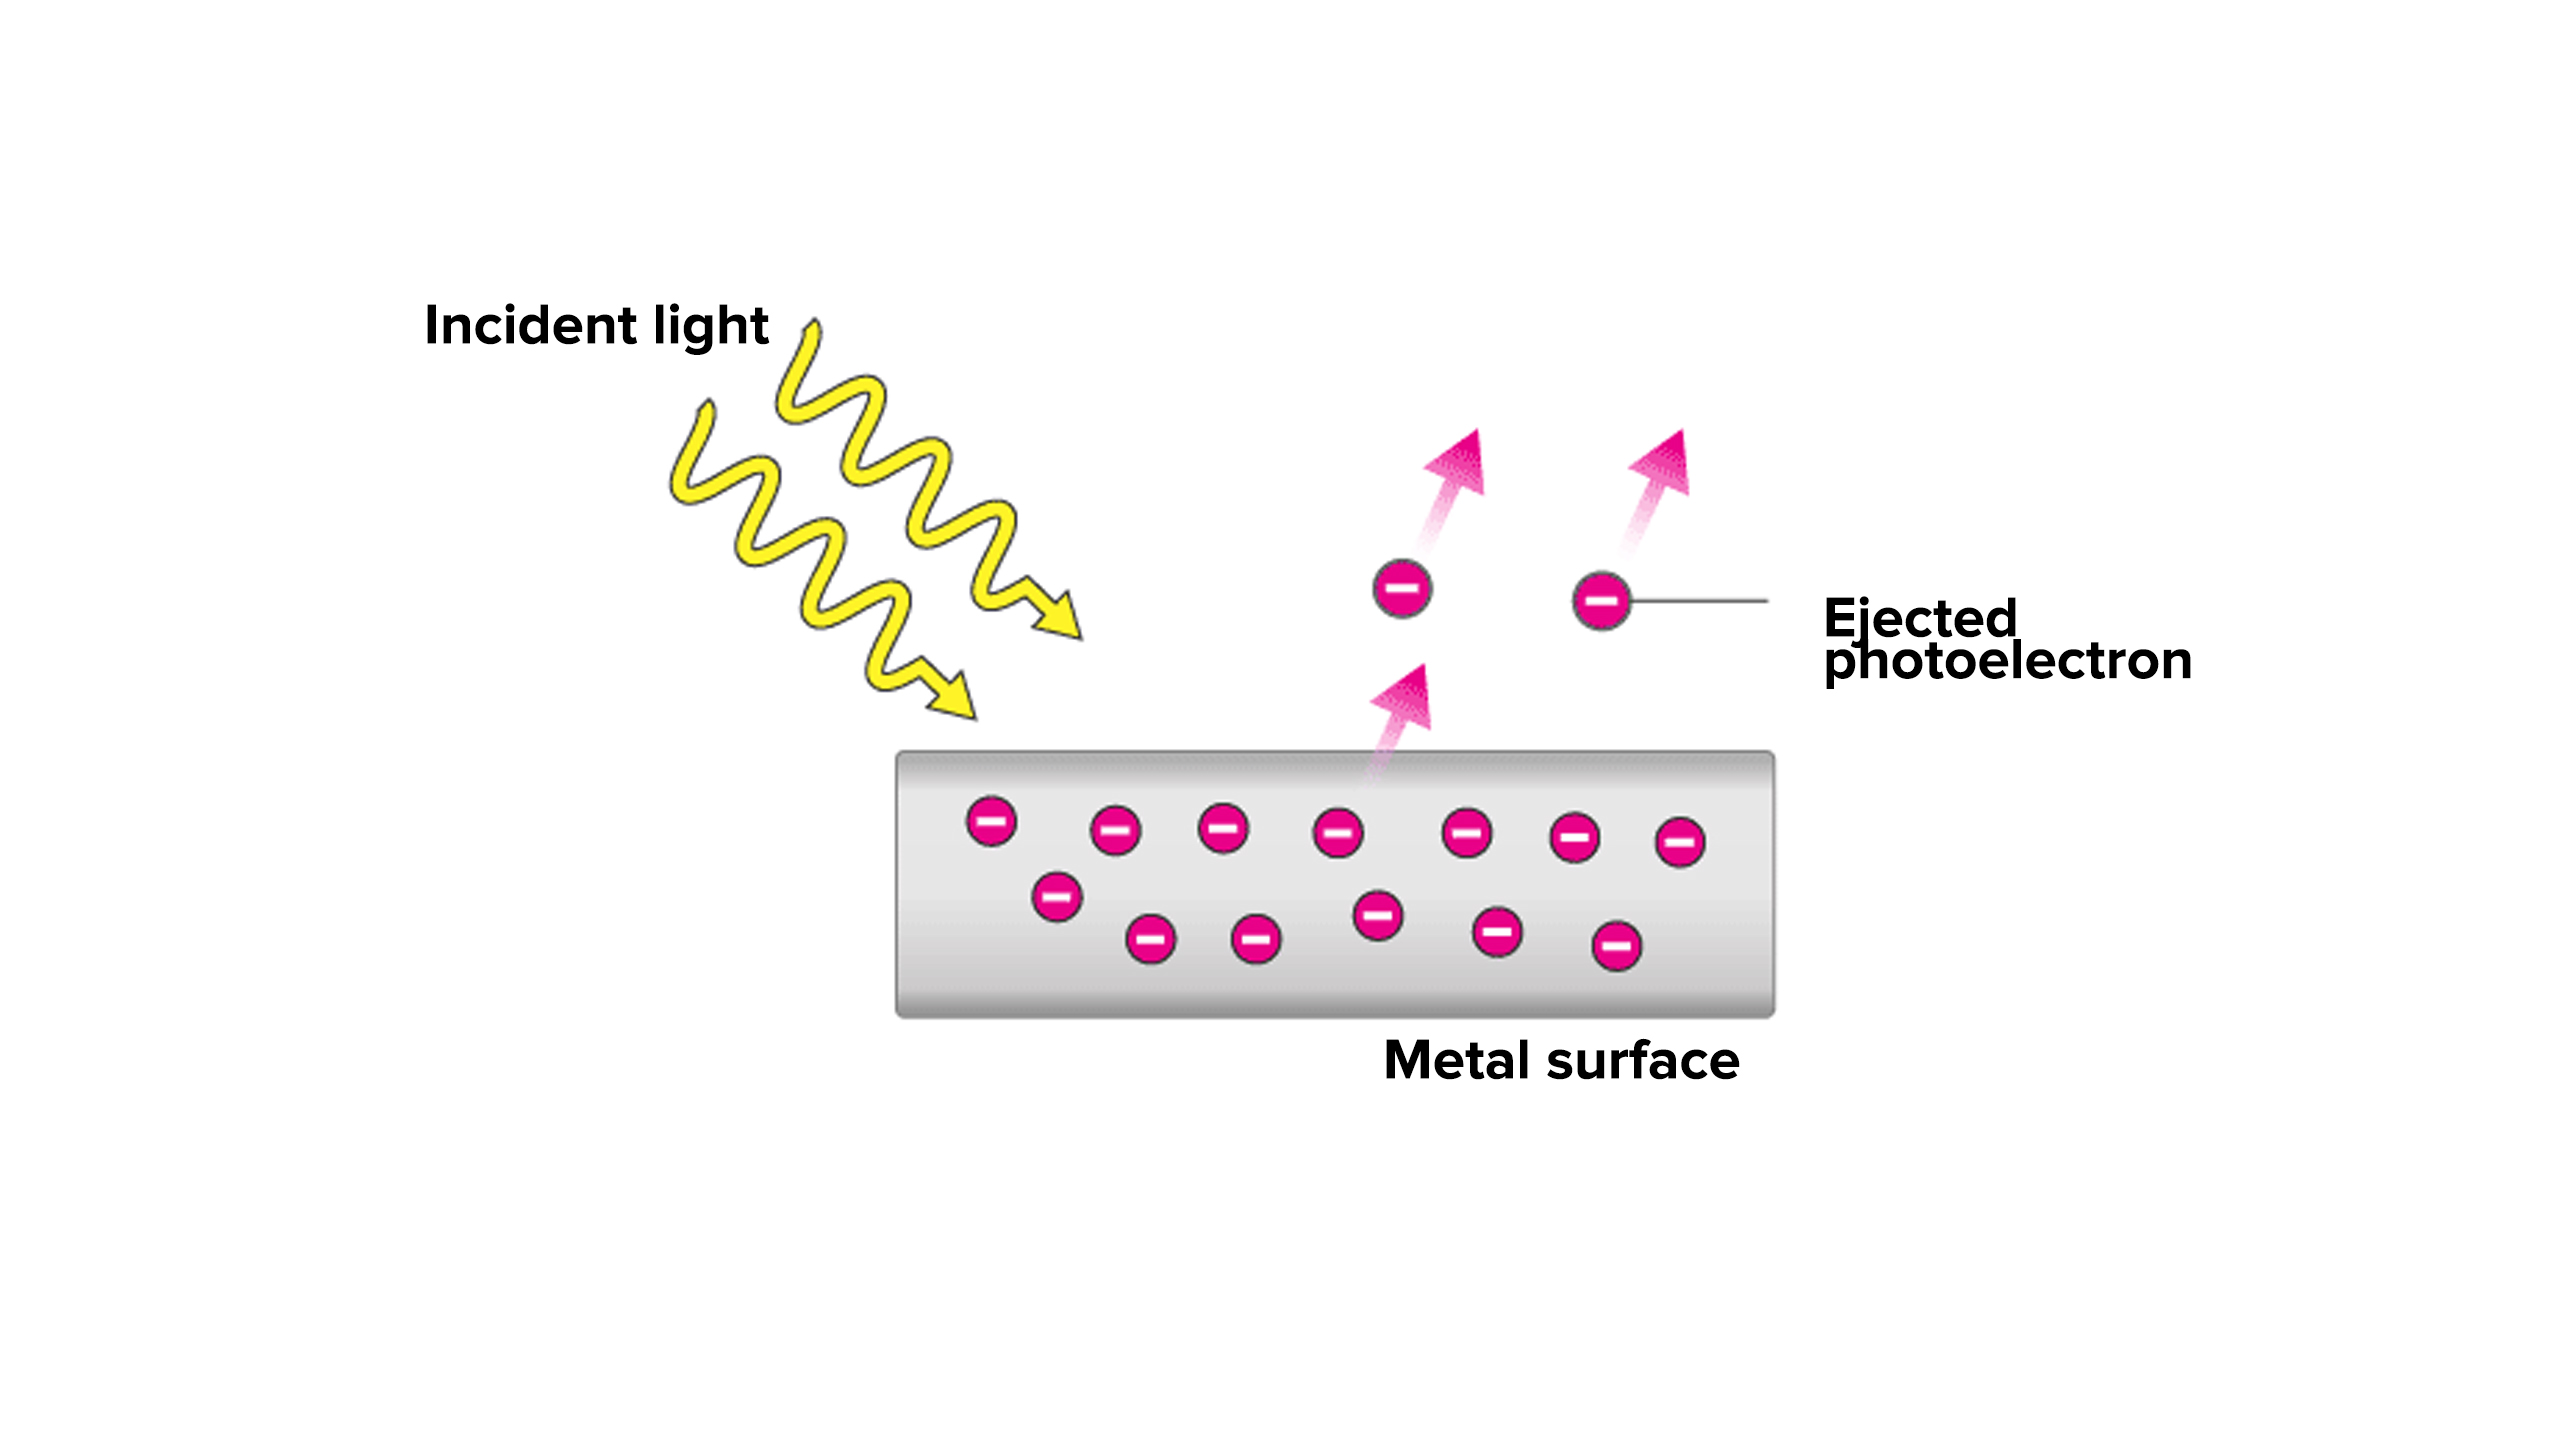 Incident light
Ejected
photoelectron
Metal surface